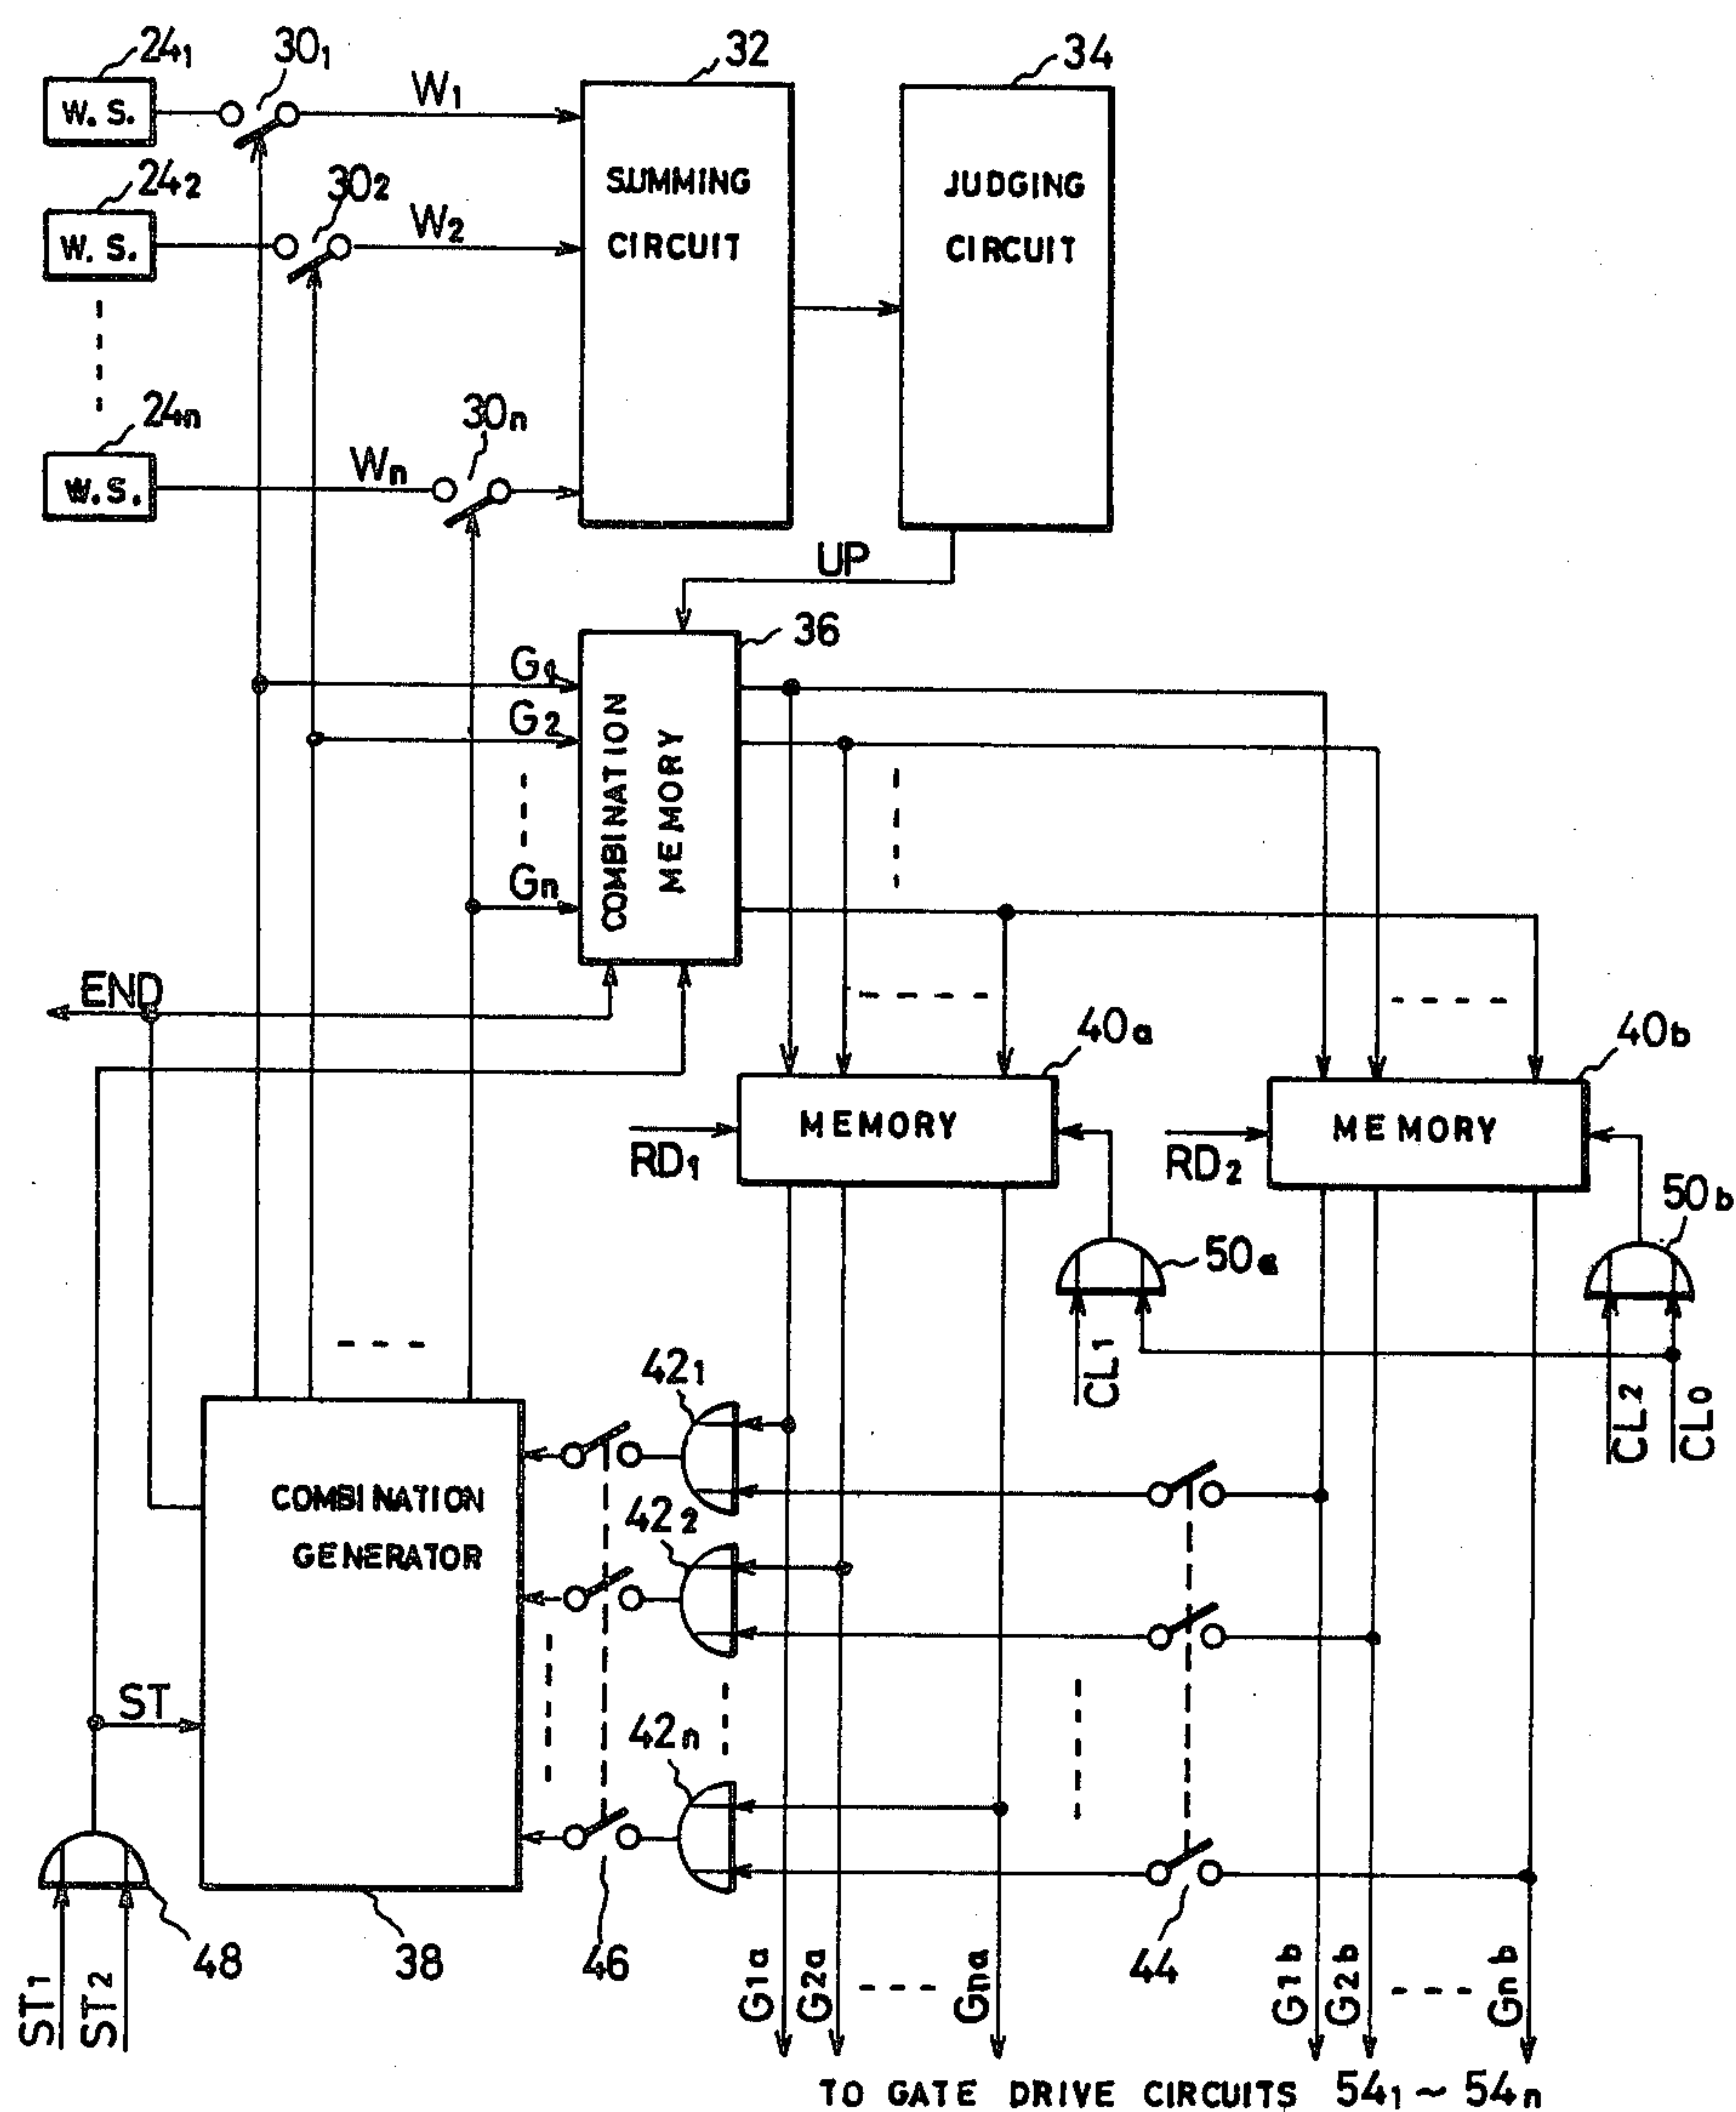 24₁
30₁
32
34
W. S.
W₁
24₂
30₂
W. S.
W₂
SUMMING
CIRCUIT
JUDGING
CIRCUIT
24n
30n
W. S.
Wn
UP
36
G₁
G₂
Gn
COMBINATION
MEMORY
END
40a
40b
MEMORY
MEMORY
RD₁
RD₂
50a
50b
CL₁
CL₂
CL₀
42₁
COMBINATION
GENERATOR
42₂
ST
42n
48
38
46
44
ST₁
ST₂
G₁a
G₂a
Gna
G₁b
G₂b
Gnb
TO GATE DRIVE CIRCUITS 54₁ ~ 54n